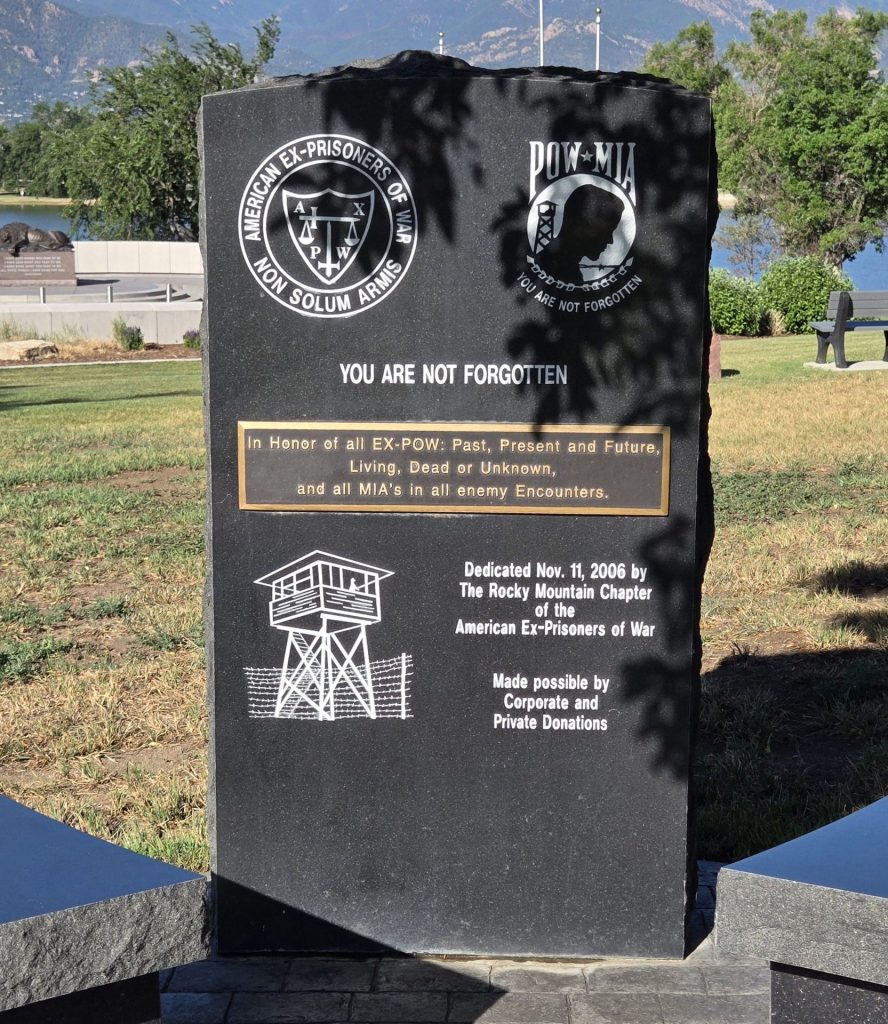 AMERICAN EX-PRISONERS OF WAR
A X
P W
NON SOLUM ARMIS
POW★MIA
YOU ARE NOT FORGOTTEN
YOU ARE NOT FORGOTTEN
In Honor of all EX-POW: Past, Present and Future,
Living, Dead or Unknown,
and all MIA's in all enemy Encounters.
Dedicated Nov. 11, 2006 by
The Rocky Mountain Chapter
of the
American Ex-Prisoners of War
Made possible by
Corporate and
Private Donations